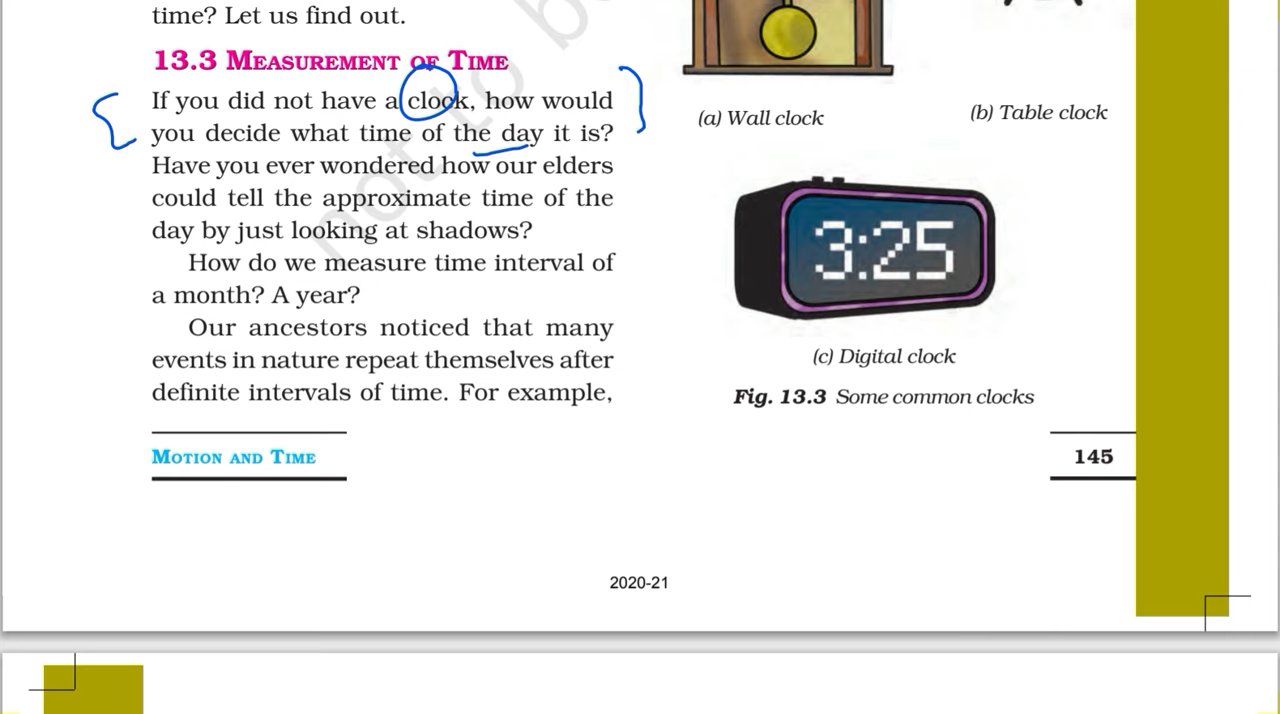 time? Let us find out.
13.3 MEASUREMENT OF TIME
If you did not have a clock, how would
you decide what time of the day it is?
Have you ever wondered how our elders
could tell the approximate time of the
day by just looking at shadows?
How do we measure time interval of
a month? A year?
Our ancestors noticed that many
events in nature repeat themselves after
definite intervals of time. For example,
(a) Wall clock
(b) Table clock
3:25
(c) Digital clock
Fig. 13.3 Some common clocks
MOTION AND TIME
145
2020-21
not to b